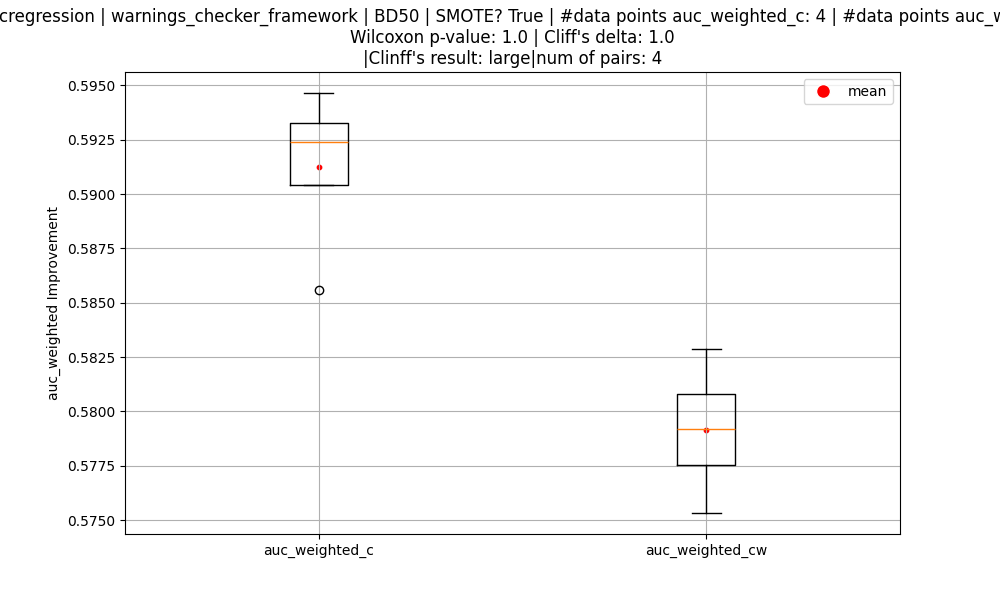 cregression | warnings_checker_framework | BD50 | SMOTE? True | #data points auc_weighted_c: 4 | #data points auc_w
Wilcoxon p-value: 1.0 | Cliff's delta: 1.0
|Clinff's result: large|num of pairs: 4
mean
0.5950
0.5925
0.5900
0.5875
0.5850
0.5825
0.5800
0.5775
0.5750
auc_weighted Improvement
auc_weighted_c
auc_weighted_cw